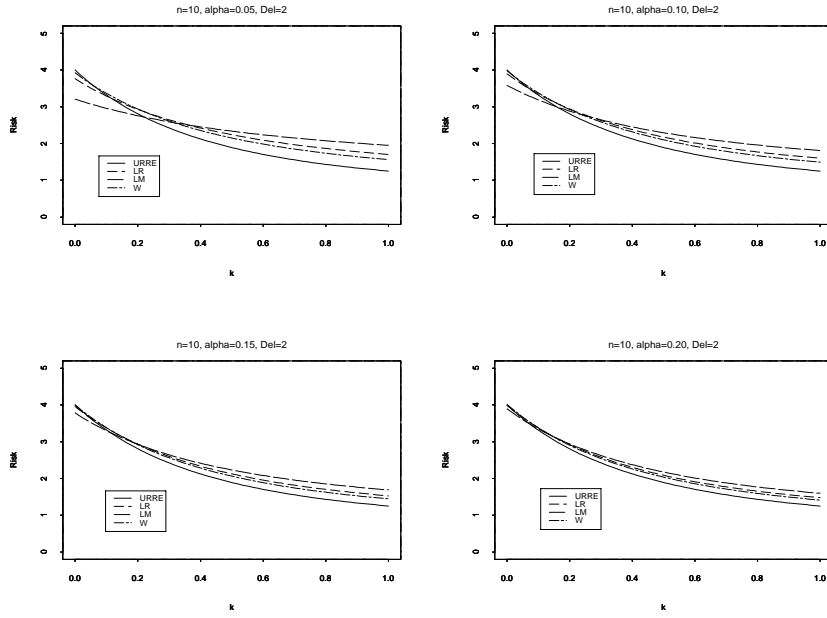 n=10, alpha=0.05, Del=2
Risk
5
4
3
2
1
0
URRE
LR
LM
W
0.0 0.2 0.4 0.6 0.8 1.0
k
n=10, alpha=0.10, Del=2
Risk
5
4
3
2
1
0
URRE
LR
LM
W
0.0 0.2 0.4 0.6 0.8 1.0
k
n=10, alpha=0.15, Del=2
Risk
5
4
3
2
1
0
URRE
LR
LM
W
0.0 0.2 0.4 0.6 0.8 1.0
k
n=10, alpha=0.20, Del=2
Risk
5
4
3
2
1
0
URRE
LR
LM
W
0.0 0.2 0.4 0.6 0.8 1.0
k